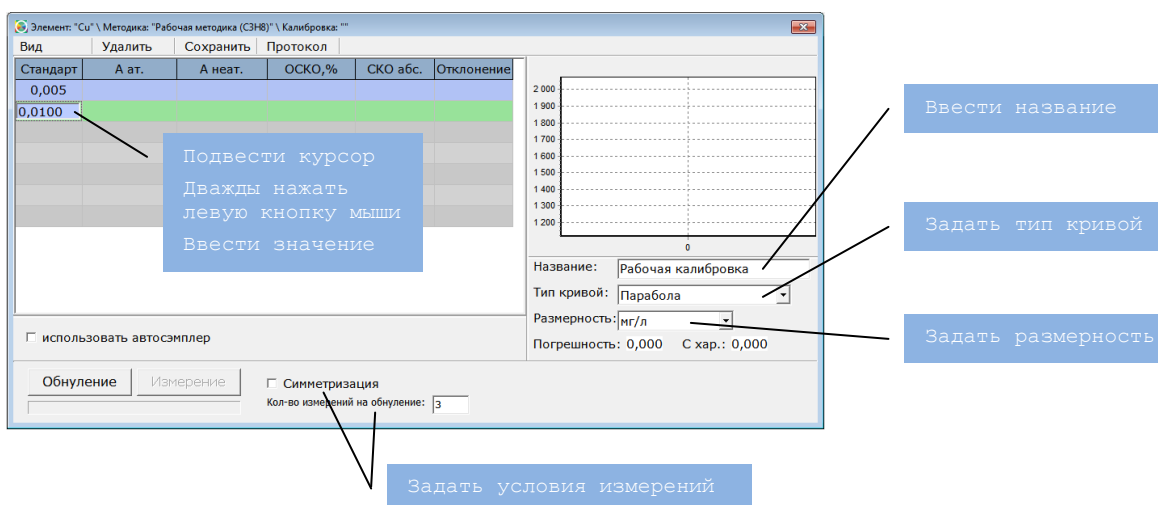 Элемент: "Cu" \ Методика: "Рабочая методика (C3H8)" \ Калибровка: ""
Вид Удалить Сохранить Протокол
Стандарт А ат. А неат. ОСКО,% СКО абс. Отклонение
0,005
0,0100
Подвести курсор
Дважды нажать
левую кнопку мыши
Ввести значение
2 000
1 900
1 800
1 700
1 600
1 500
1 400
1 300
1 200
0
Ввести название
Задать тип кривой
Задать размерность
Название: Рабочая калибровка
Тип кривой: Парабола
Размерность: мг/л
Погрешность: 0,000 С хар.: 0,000
использовать автосэмплер
Обнуление Измерение
Симметризация
Кол-во измерений на обнуление: 3
Задать условия измерений